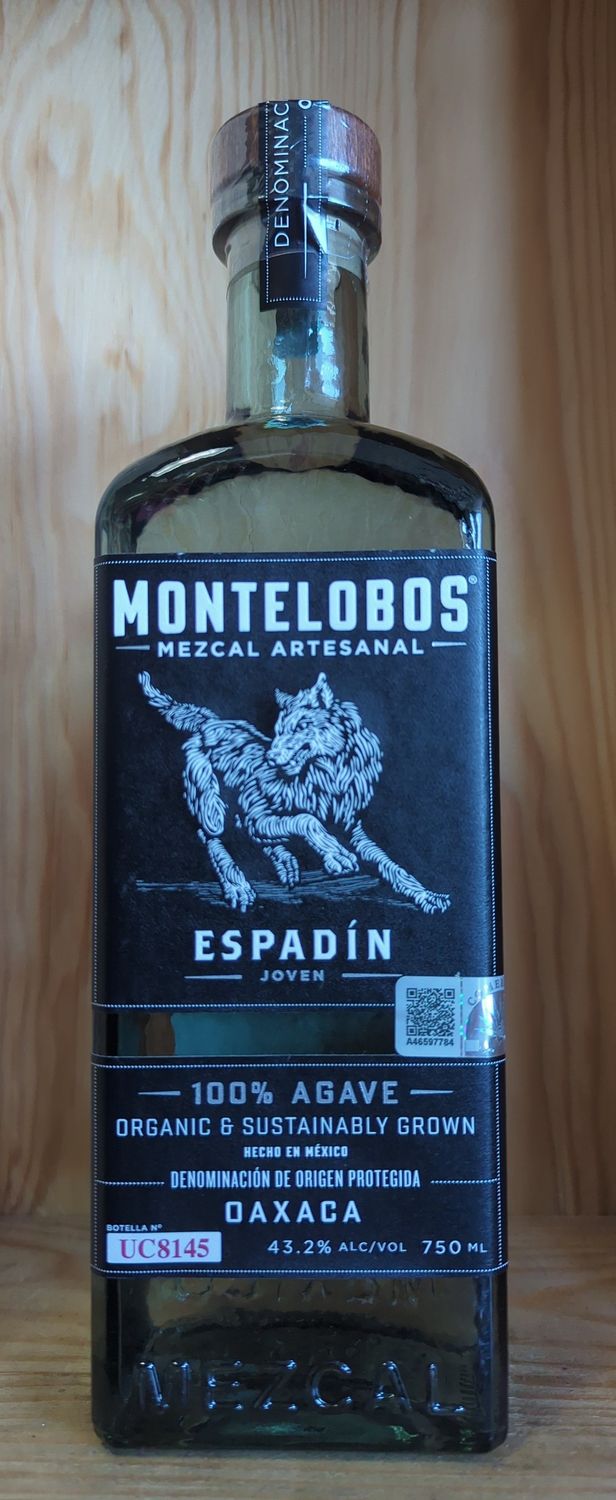 DENOMINAC
MONTELOBOS®
MEZCAL ARTESANAL
ESPADÍN
JOVEN
A46597784
100% AGAVE
ORGANIC & SUSTAINABLY GROWN
HECHO EN MÉXICO
DENOMINACIÓN DE ORIGEN PROTEGIDA
OAXACA
BOTELLA Nº
UC8145
43.2% ALC/VOL 750 ML
MEZCAL